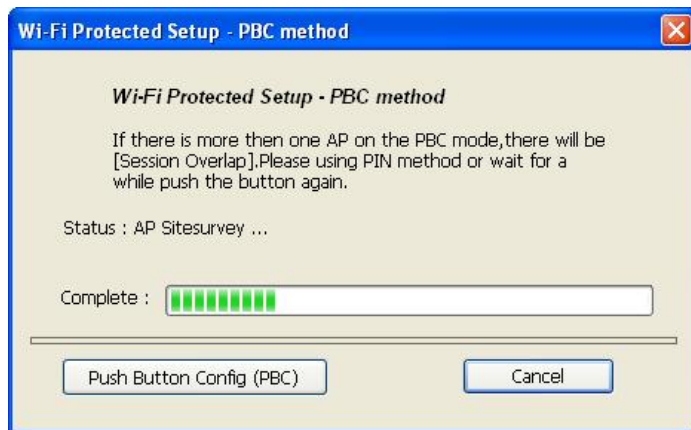 Wi-Fi Protected Setup - PBC method
Wi-Fi Protected Setup - PBC method
If there is more then one AP on the PBC mode,there will be
[Session Overlap].Please using PIN method or wait for a
while push the button again.
Status : AP Sitesurvey ...
Complete :
Push Button Config (PBC)
Cancel